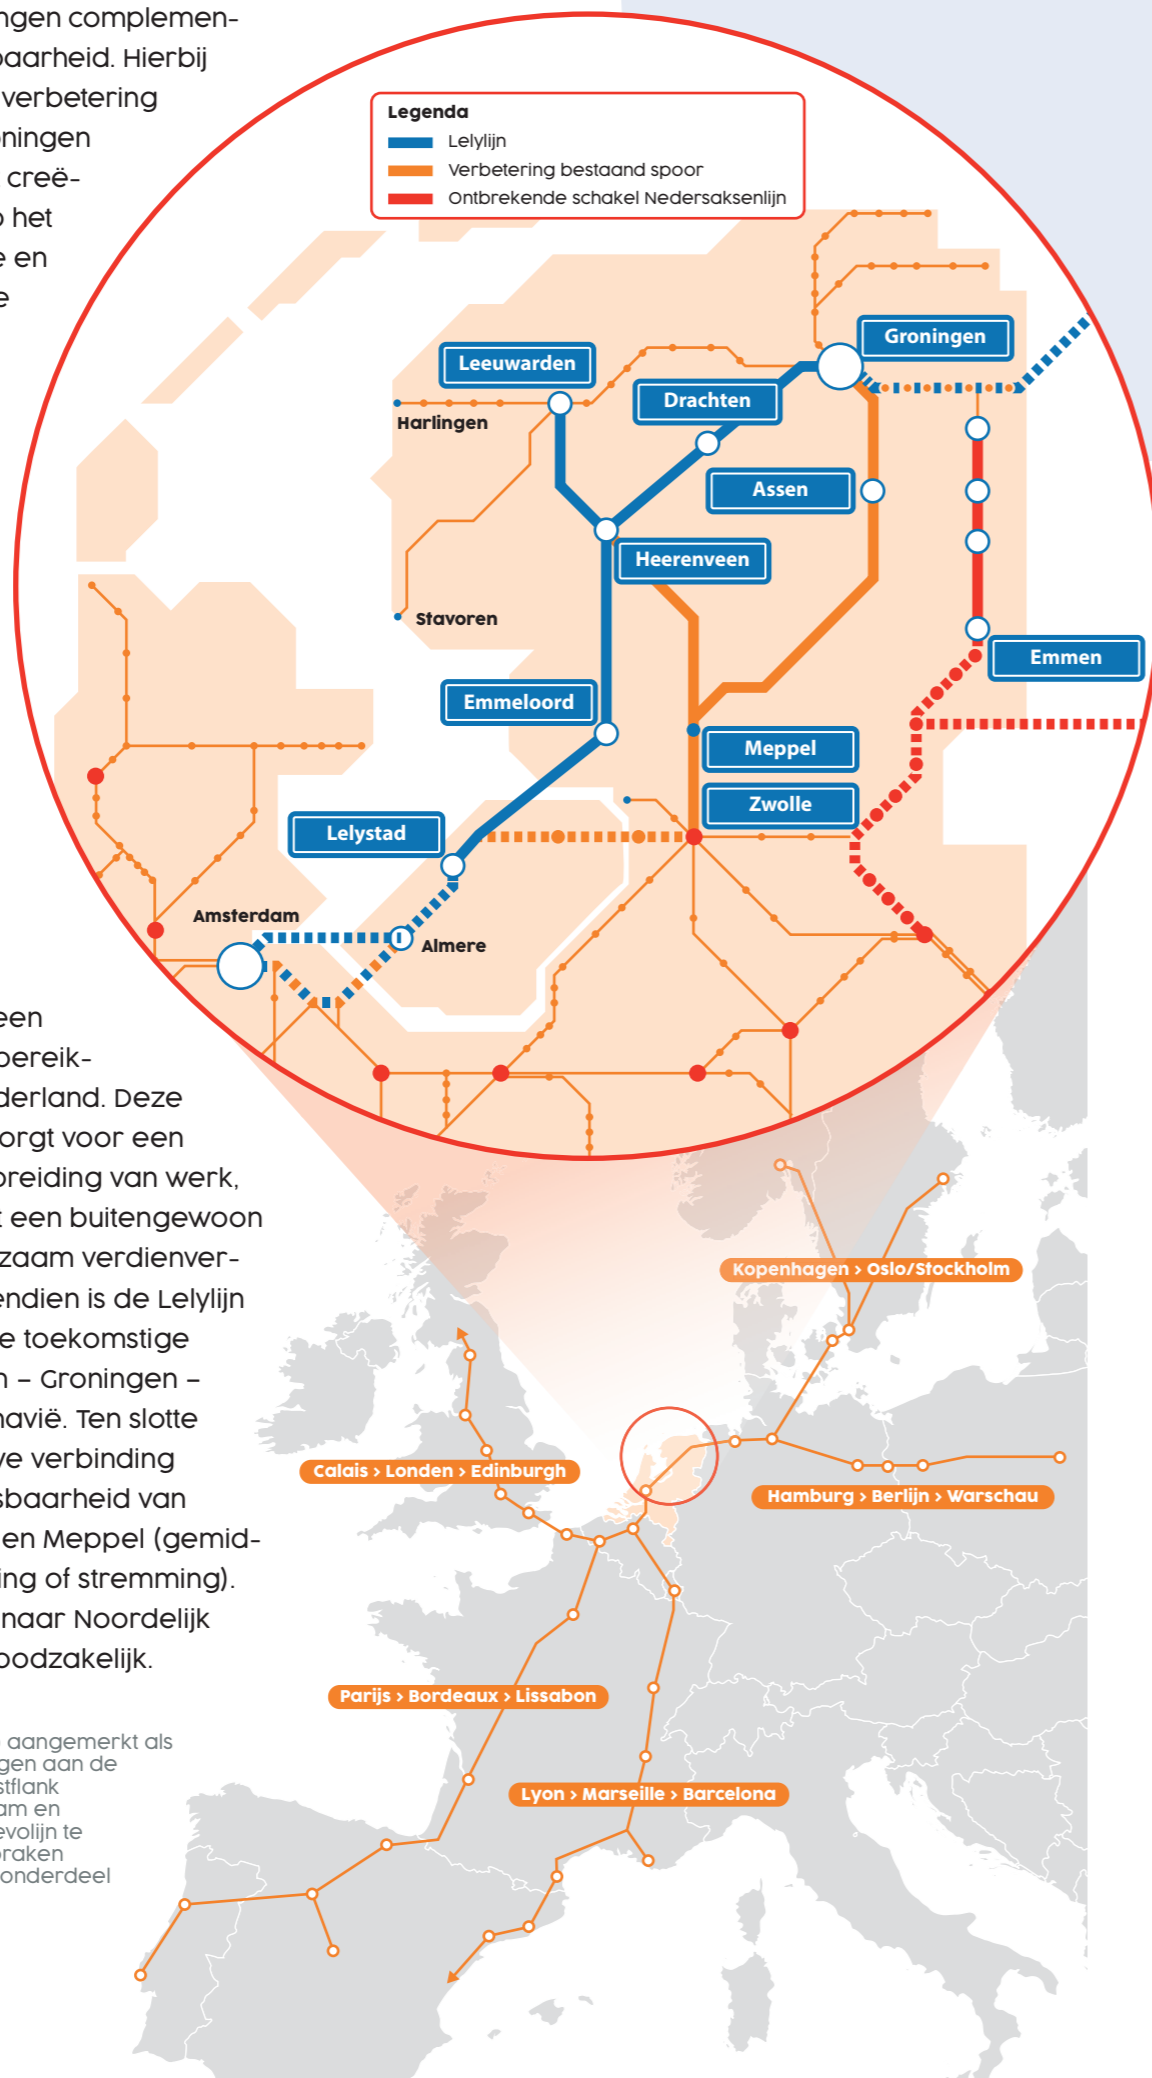 ngen complemen-
baarheid. Hierbij
verbetering
oningen
creë-
o het
e en
e
Legenda
Lelylijn
Verbetering bestaand spoor
Ontbrekende schakel Nedersaksenlijn
Groningen
Leeuwarden
Drachten
Harlingen
Assen
Heerenveen
Stavoren
Emmen
Emmeloord
Meppel
Zwolle
Lelystad
Amsterdam
Almere
een
bereik-
derland. Deze
orgt voor een
preiding van werk,
k een buitengewoon
zaam verdienver-
endien is de Lelylijn
e toekomstige
n – Groningen –
navië. Ten slotte
ve verbinding
sbaarheid van
en Meppel (gemid-
ing of stremming).
naar Noordelijk
oodzakelijk.
aangemerkt als
gen aan de
stflank
am en
evolijn te
oraken
onderdeel
Kopenhagen > Oslo/Stockholm
Calais > Londen > Edinburgh
Hamburg > Berlijn > Warschau
Parijs > Bordeaux > Lissabon
Lyon > Marseille > Barcelona